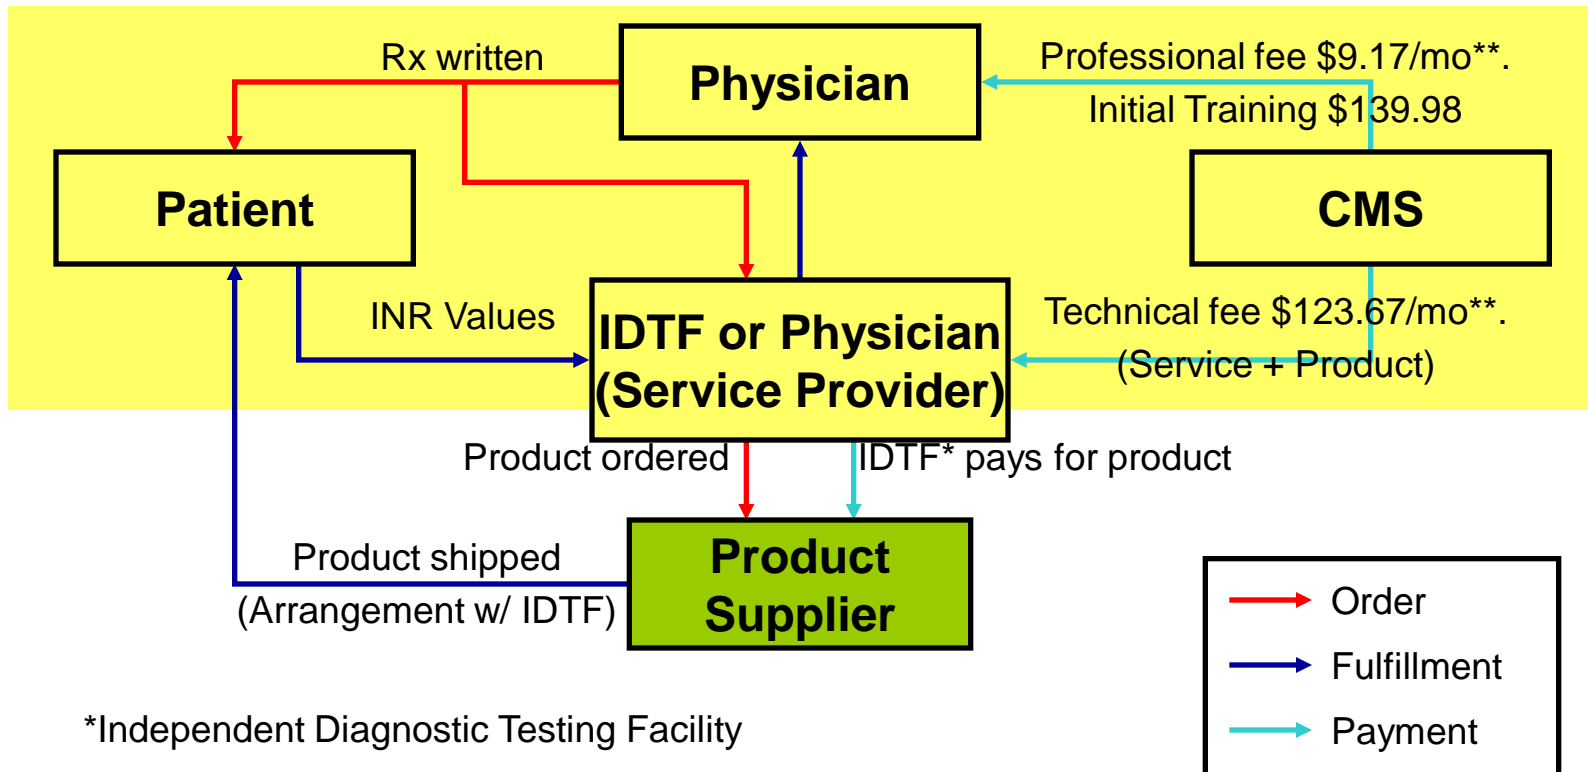 Rx written
Physician
Professional fee $9.17/mo**.
Initial Training $139.98
Patient
CMS
INR Values
IDTF or Physician
(Service Provider)
Technical fee $123.67/mo**.
(Service + Product)
Product ordered
IDTF* pays for product
Product shipped
(Arrangement w/ IDTF)
Product
Supplier
Order
Fulfillment
Payment
*Independent Diagnostic Testing Facility